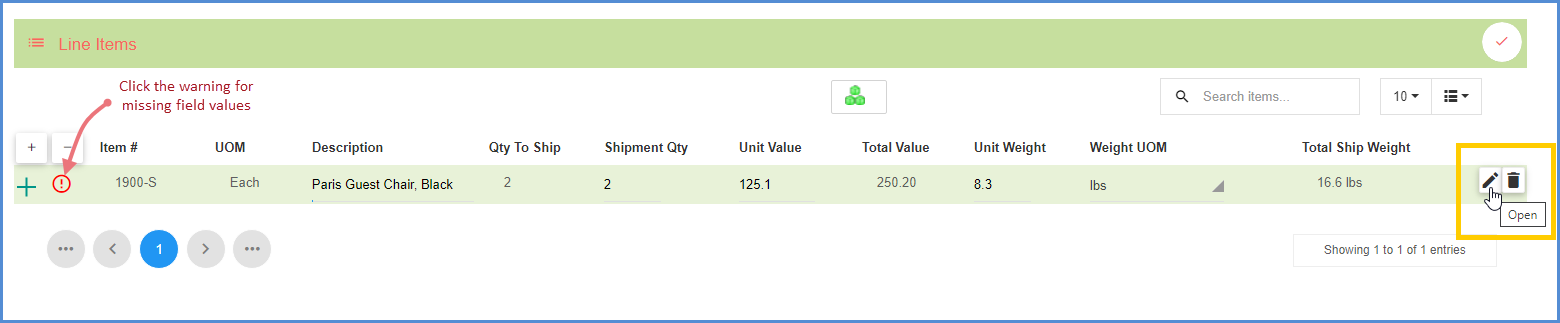 Line Items
Click the warning for
missing field values
Search items...
10
+ − Item # UOM Description Qty To Ship Shipment Qty Unit Value Total Value Unit Weight Weight UOM Total Ship Weight
1900-S Each Paris Guest Chair, Black 2 2 125.1 250.20 8.3 lbs 16.6 lbs
Open
1
Showing 1 to 1 of 1 entries